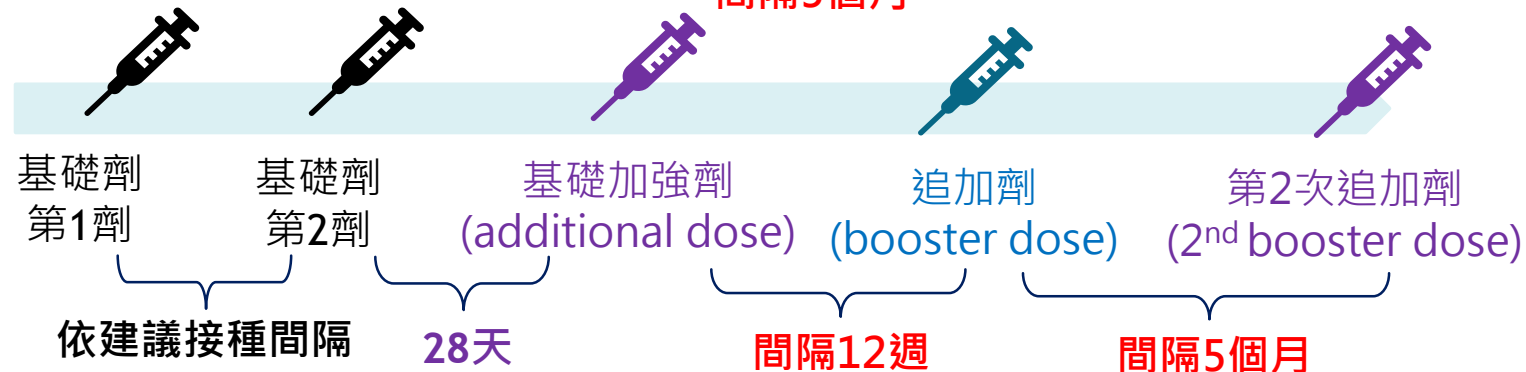 基礎劑
第1劑
基礎劑
第2劑
基礎加強劑
(additional dose)
追加劑
(booster dose)
第2次追加劑
(2nd booster dose)
依建議接種間隔
28天
間隔12週
間隔5個月